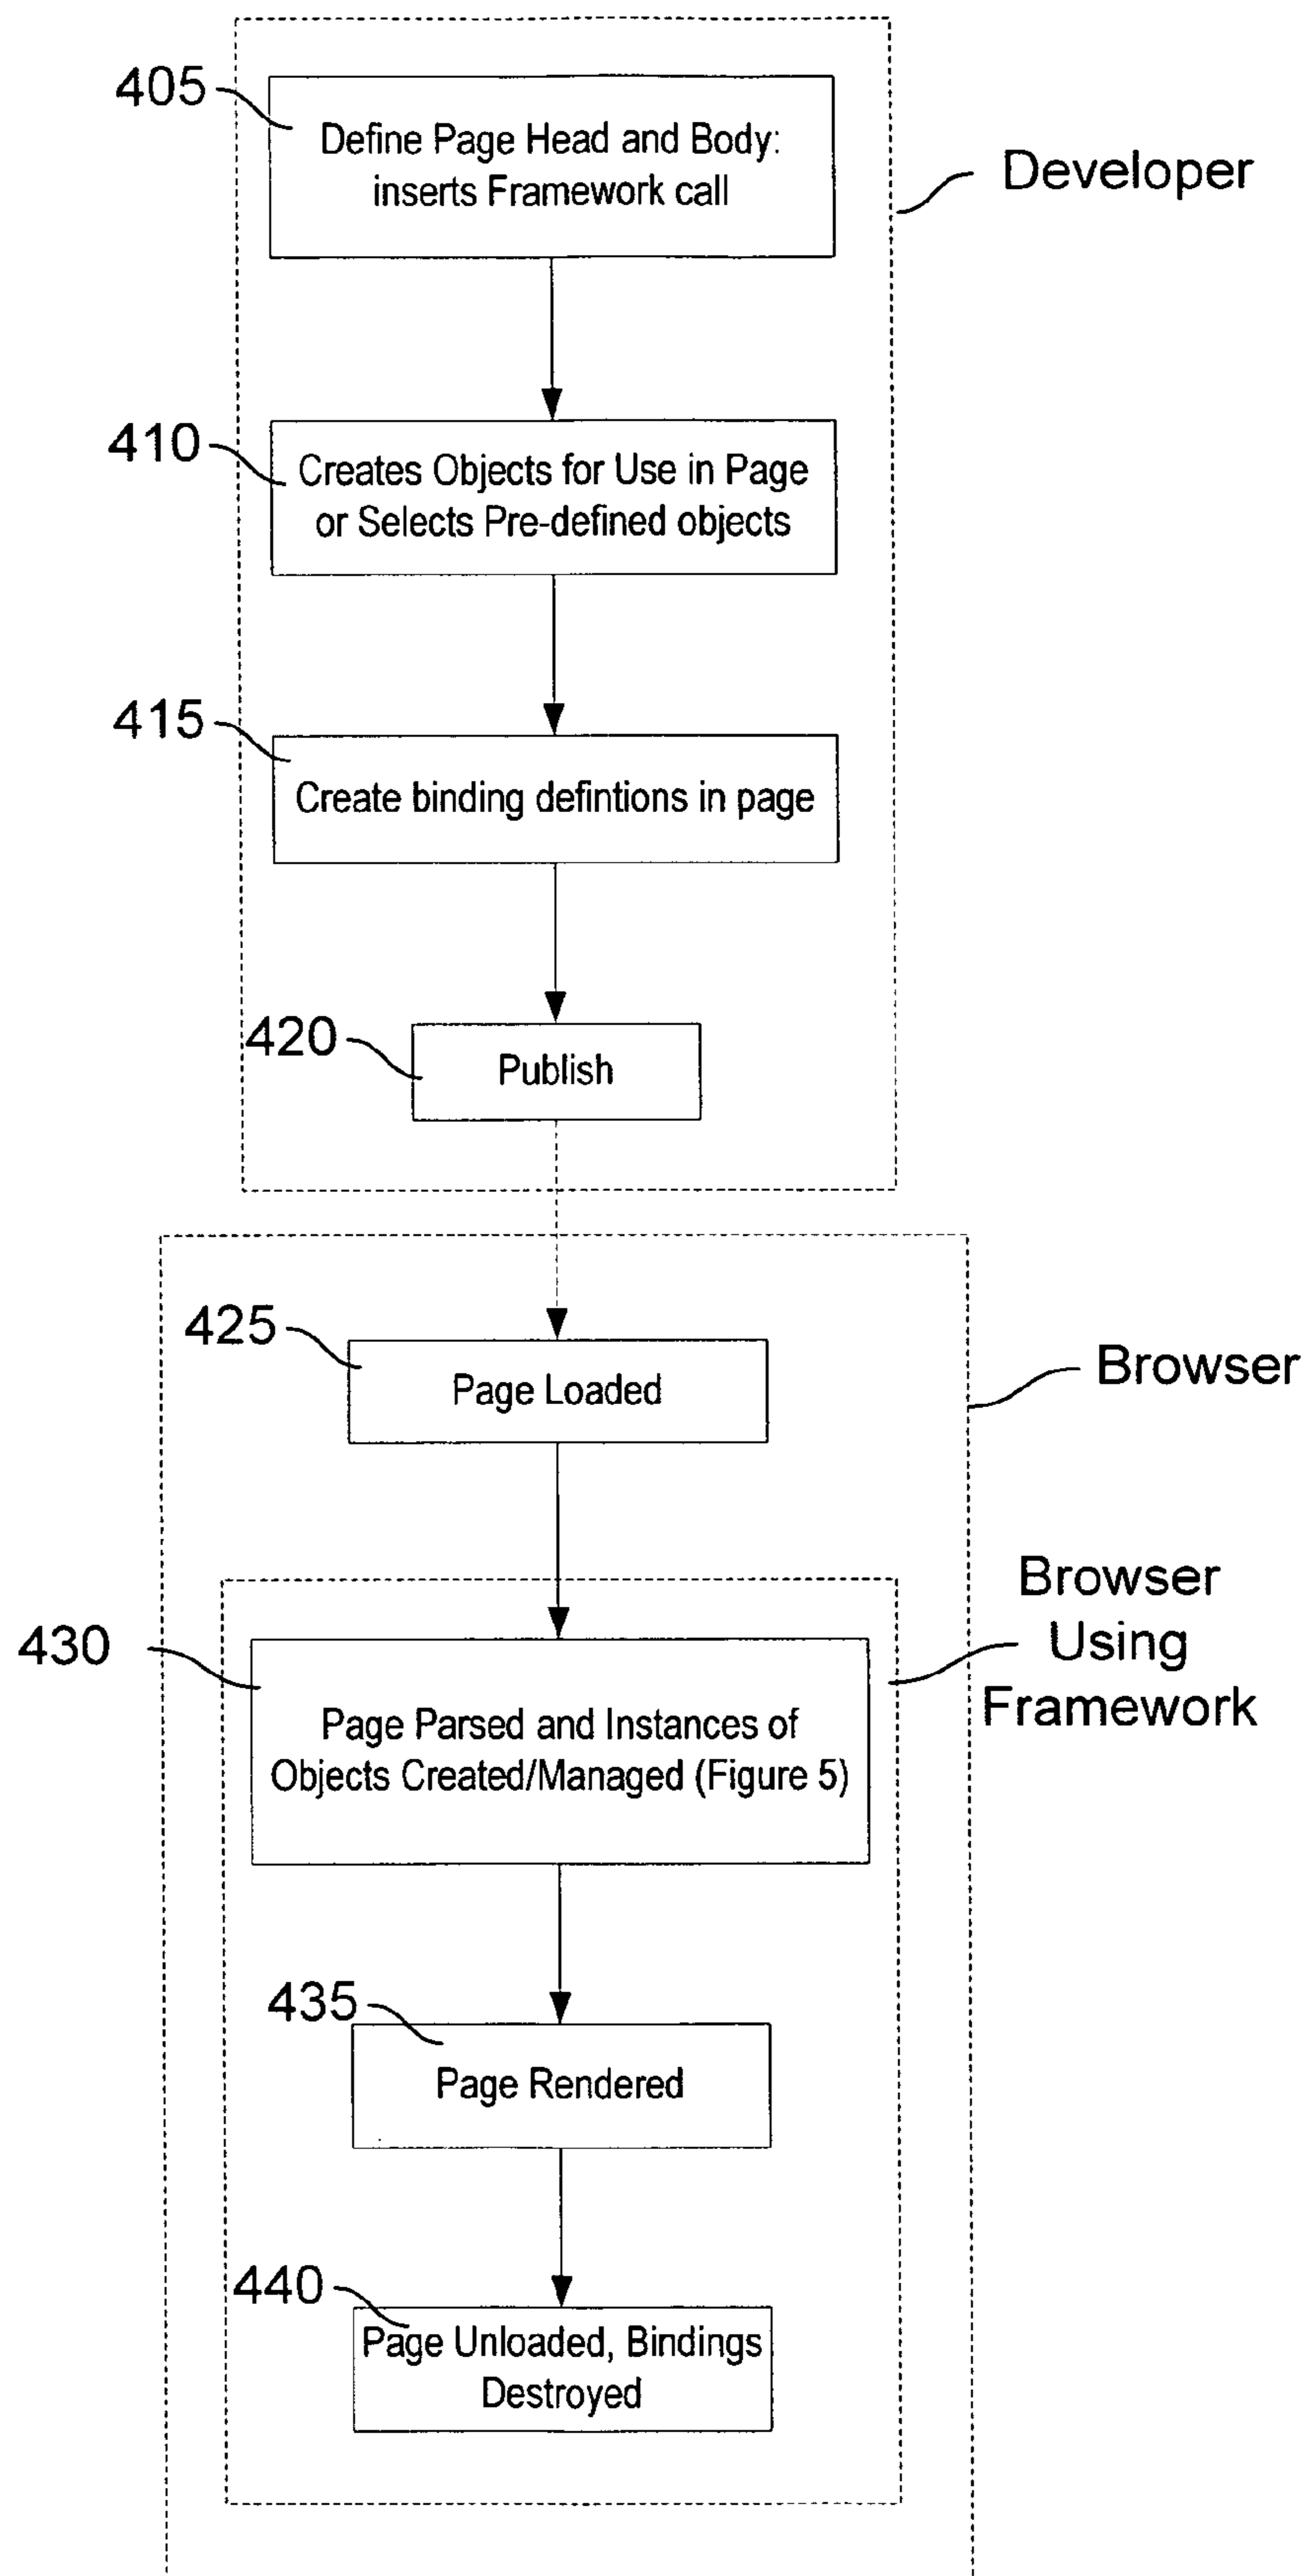 405
Define Page Head and Body:
inserts Framework call
Developer
410
Creates Objects for Use in Page
or Selects Pre-defined objects
415
Create binding defintions in page
420
Publish
425
Page Loaded
Browser
Browser
Using
Framework
430
Page Parsed and Instances of
Objects Created/Managed (Figure 5)
435
Page Rendered
440
Page Unloaded, Bindings
Destroyed